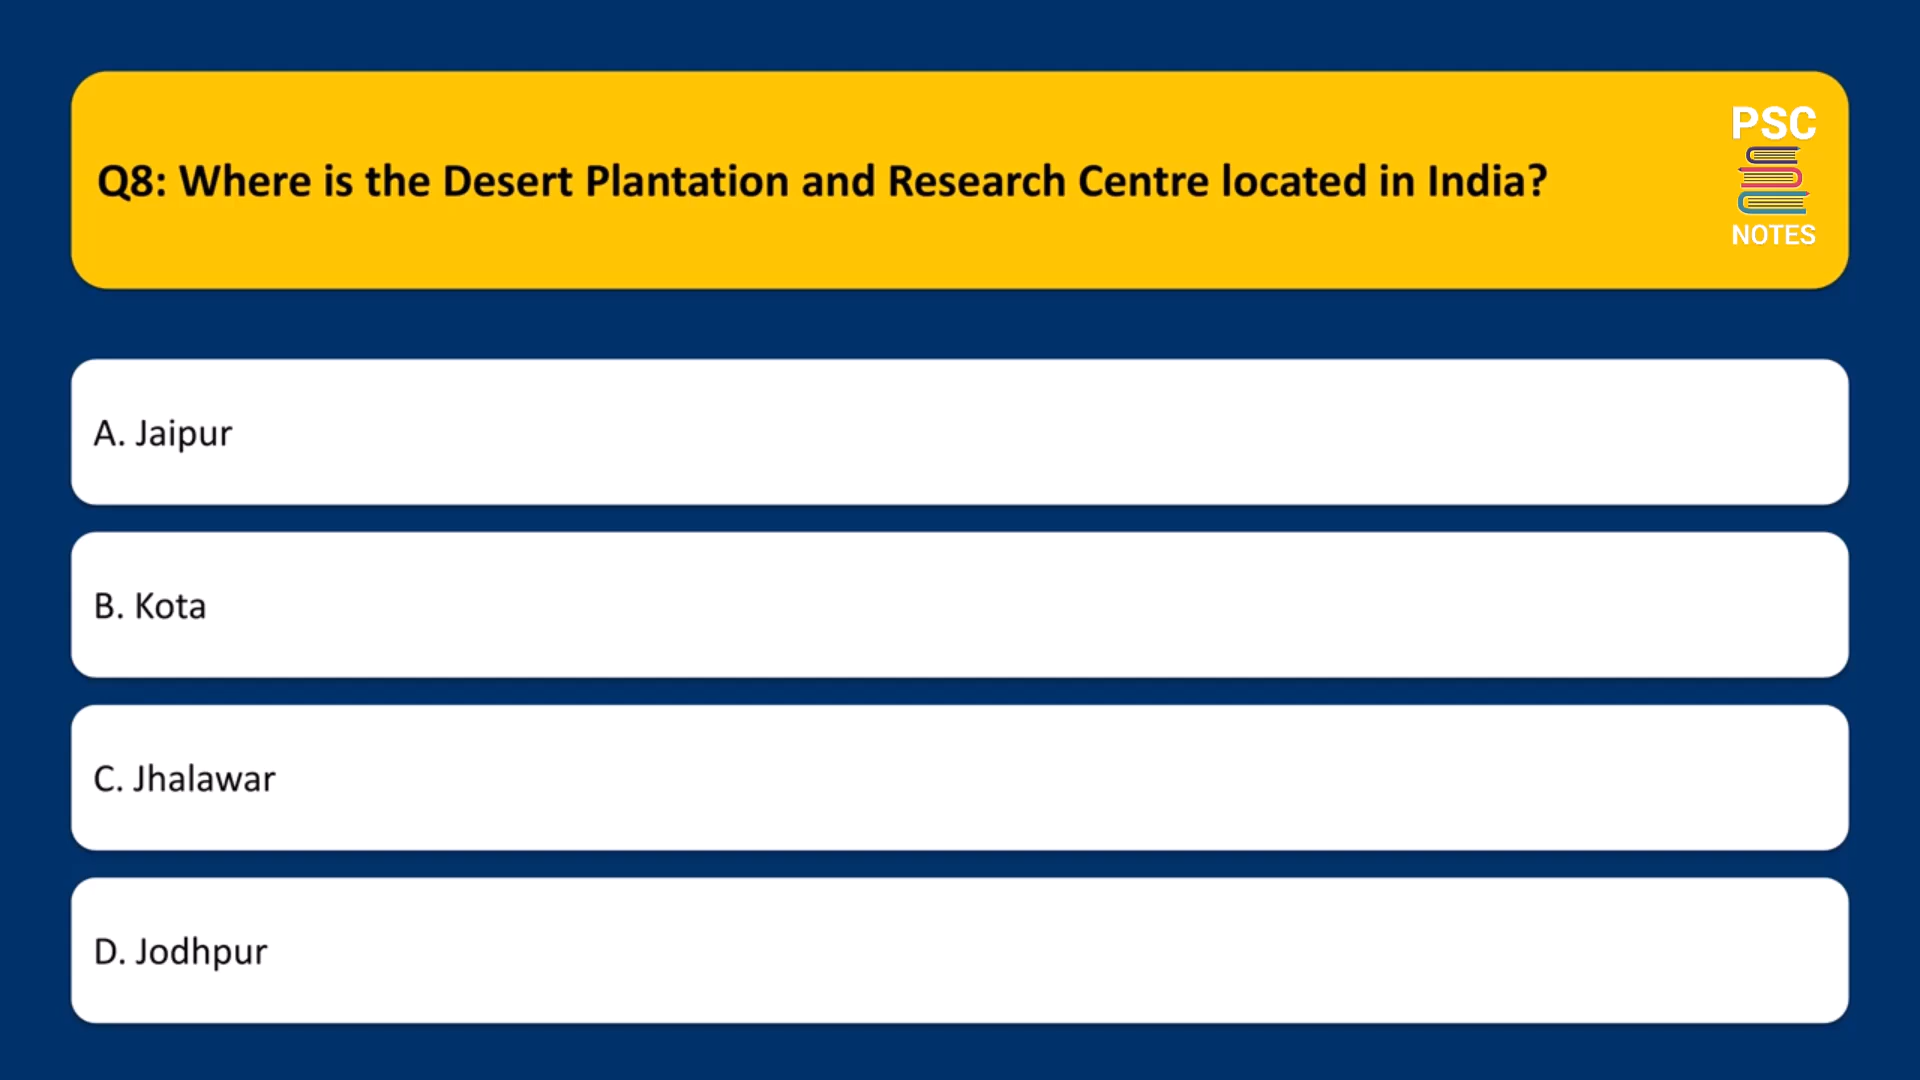 Q8: Where is the Desert Plantation and Research Centre located in India?
PSC
NOTES
A. Jaipur
B. Kota
C. Jhalawar
D. Jodhpur